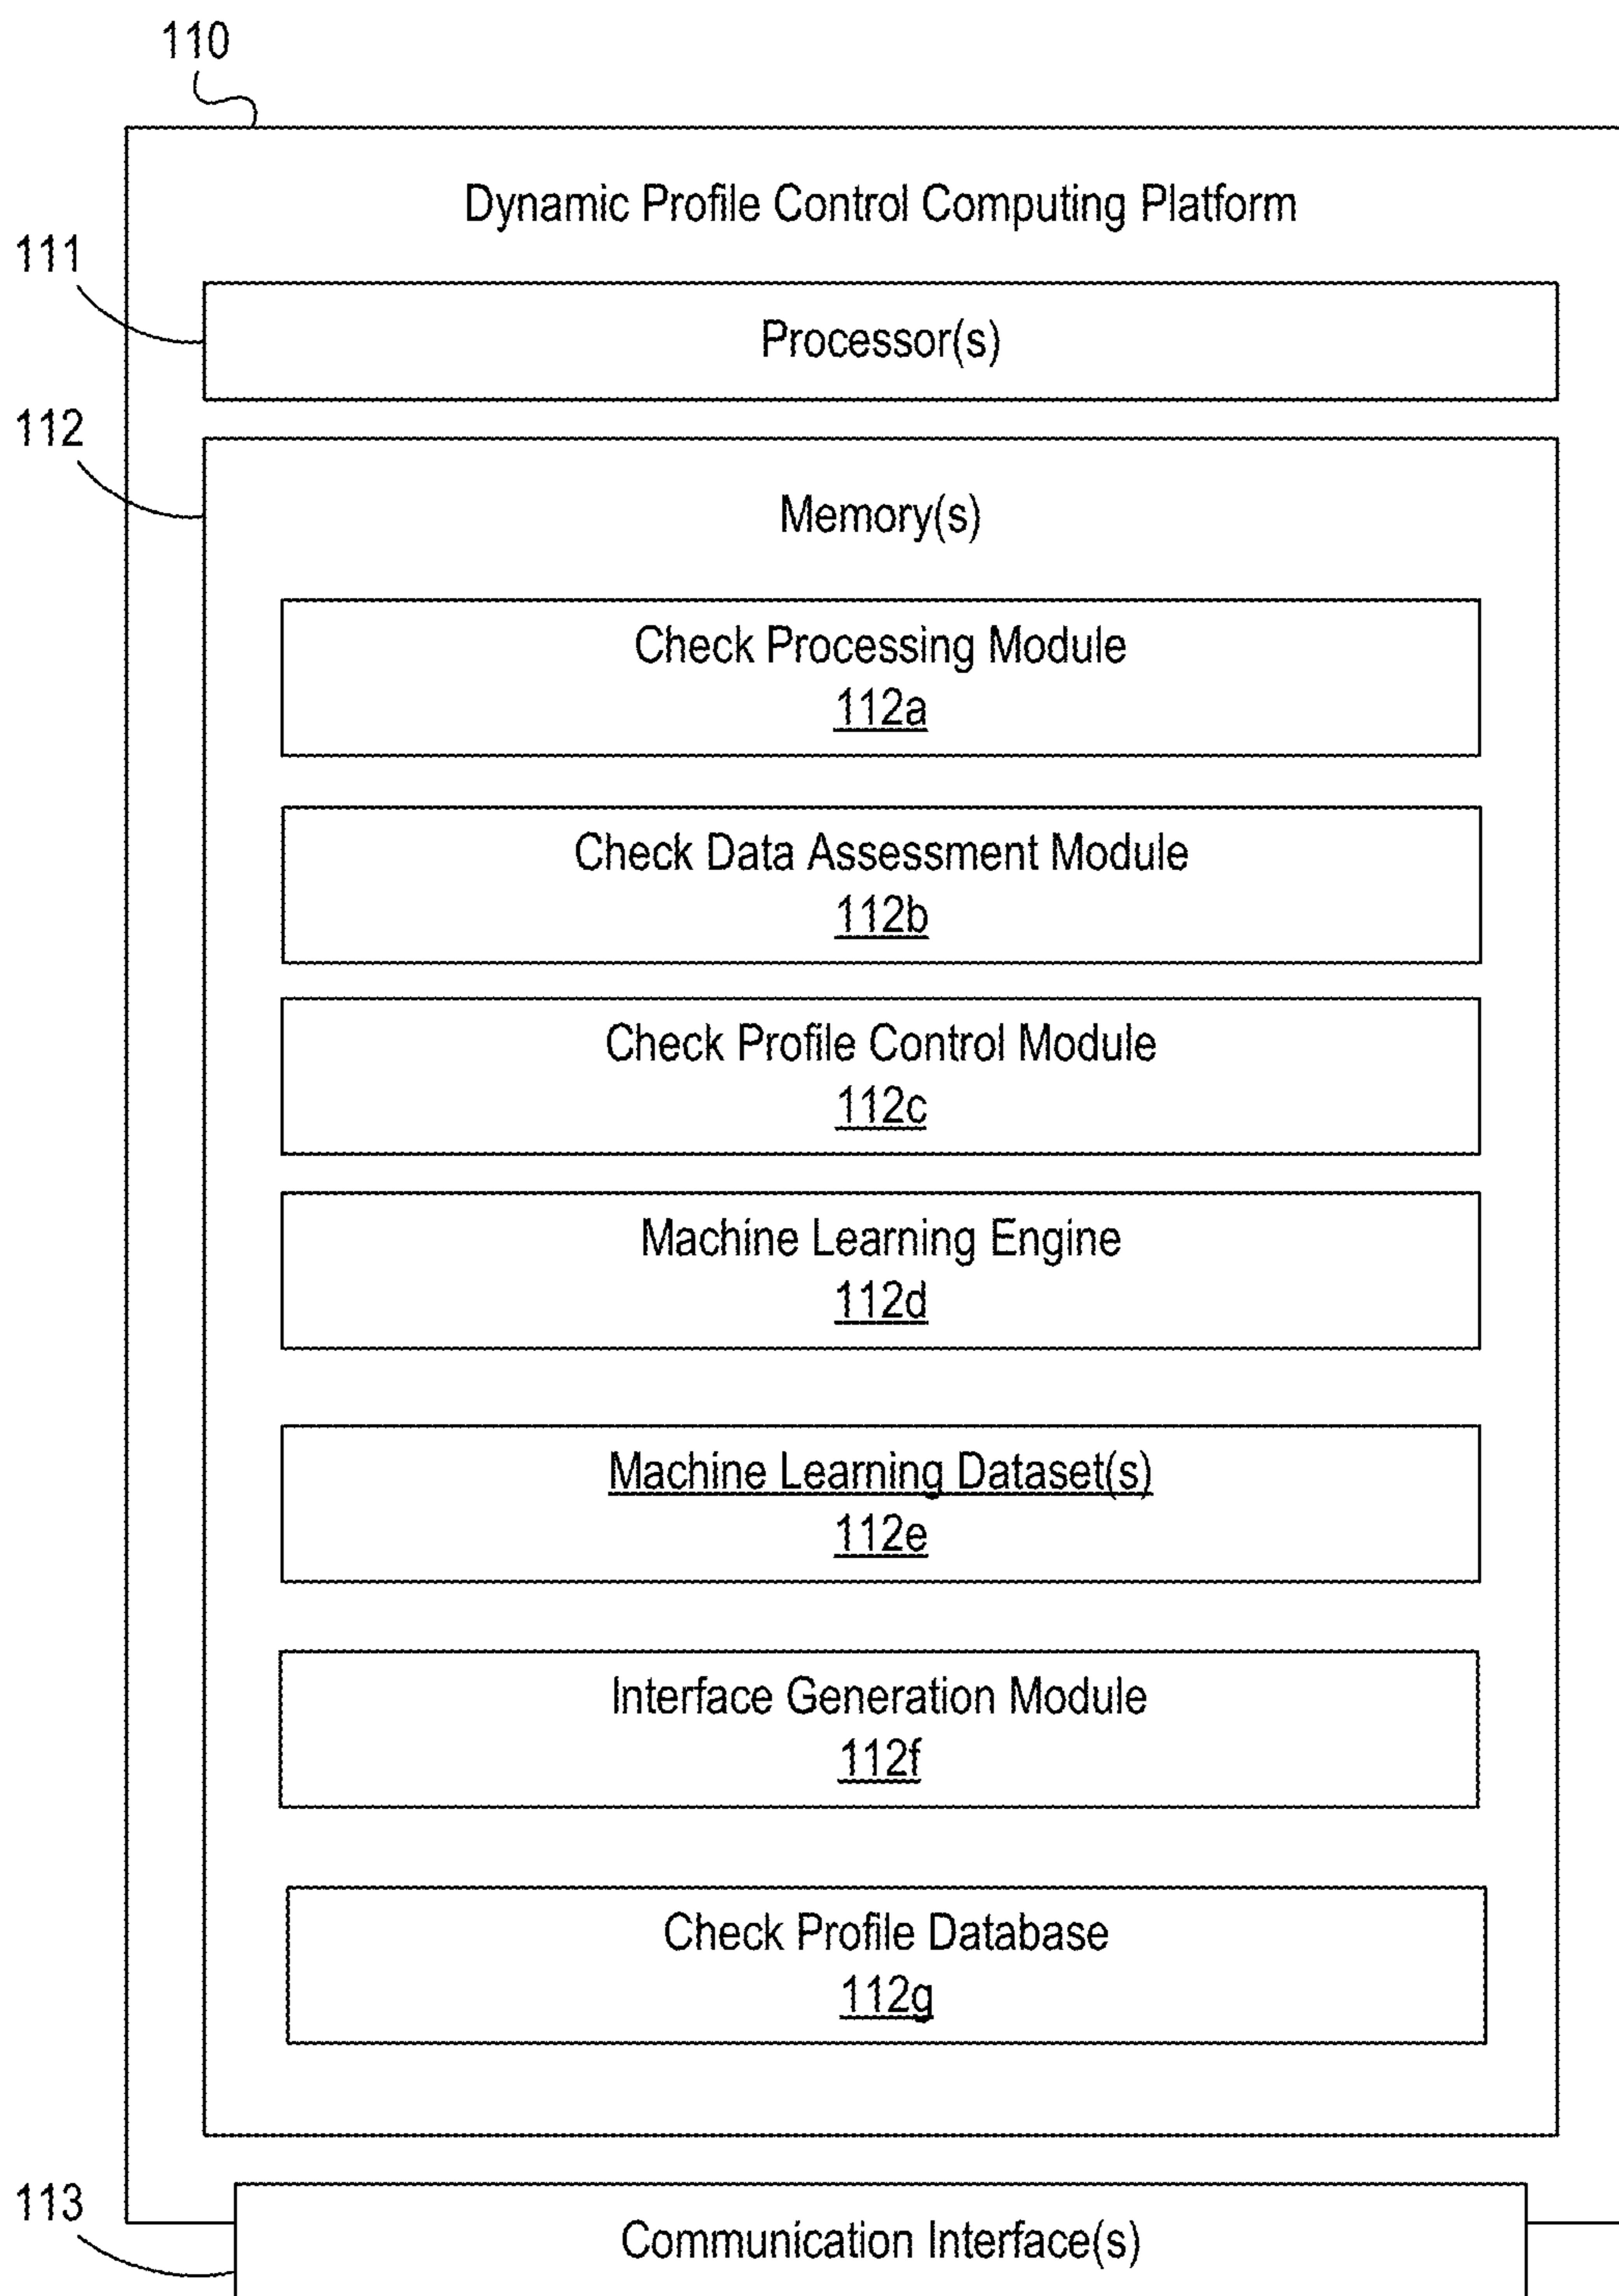 110
Dynamic Profile Control Computing Platform
111
Processor(s)
112
Memory(s)
Check Processing Module
112a
Check Data Assessment Module
112b
Check Profile Control Module
112c
Machine Learning Engine
112d
Machine Learning Dataset(s)
112e
Interface Generation Module
112f
Check Profile Database
112g
113
Communication Interface(s)